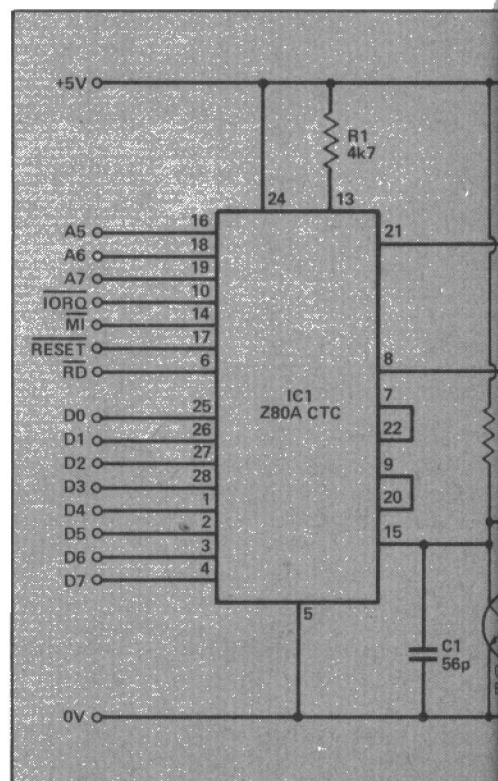 +5V
R1
4k7
24
13
A5
16
21
A6
18
A7
19
IORQ
10
MI
14
RESET
17
RD
6
8
IC1
Z80A CTC
D0
25
7
D1
26
22
D2
27
D3
28
9
D4
1
20
D5
2
15
D6
3
D7
4
5
C1
56p
0V